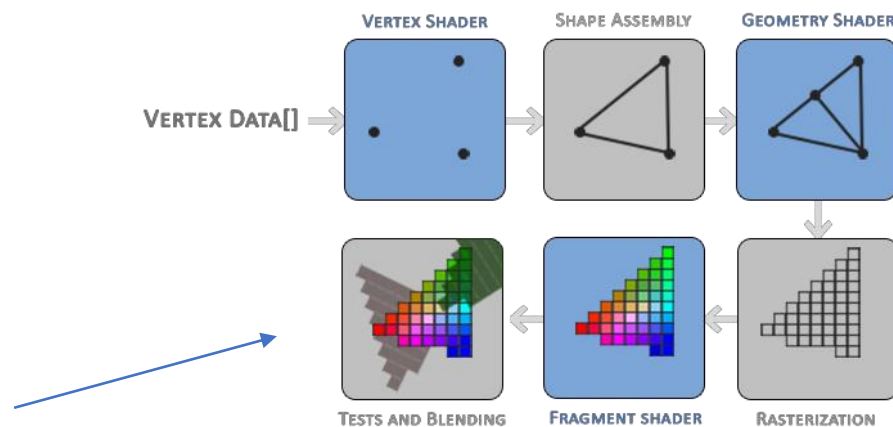 VERTEX SHADER
SHAPE ASSEMBLY
GEOMETRY SHADER
VERTEX DATA[]
TESTS AND BLENDING
FRAGMENT SHADER
RASTERIZATION